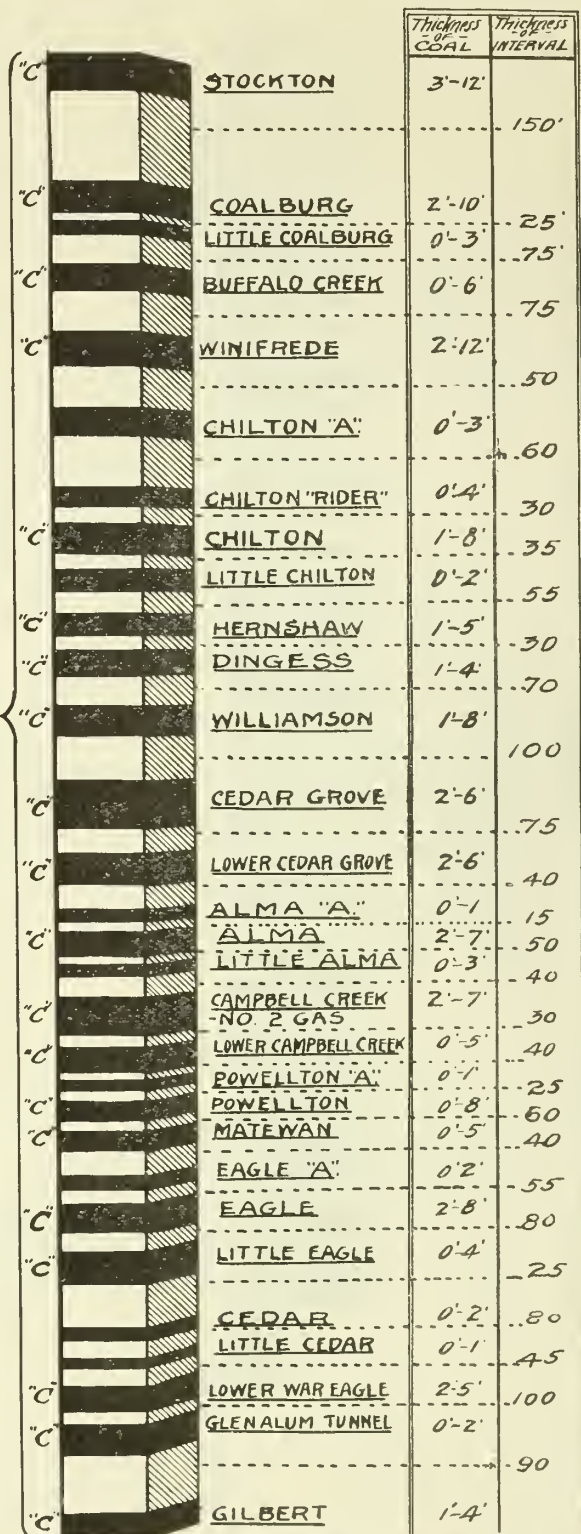 Thickness OF COAL Thickness OF INTERVAL
"C" STOCKTON 3'-12'
150'
"C" COALBURG 2'-10'
25'
LITTLE COALBURG 0'-3'
75'
"C" BUFFALO CREEK 0'-6'
75
"C" WINIFREDE 2'-12'
50
CHILTON "A". 0'-3'
60
CHILTON "RIDER" 0'-4'
30
"C" CHILTON 1'-8'
35
LITTLE CHILTON 0'-2'
55
"C" HERNSHAW 1'-5'
30
"C" DINGESS 1'-4'
70
"C" WILLIAMSON 1'-8'
100
CEDAR GROVE 2'-6'
75
"C" LOWER CEDAR GROVE 2'-6'
40
ALMA "A." 0'-1
15
"C" ALMA 2'-7'
50
LITTLE ALMA 0'-3'
40
"C" CAMPBELL CREEK 2'-7'
-NO. 2 GAS
30
"C" LOWER CAMPBELL CREEK 0'-5'
40
POWELLTON "A". 0'-1'
25
"C" POWELLTON 0'-8'
60
"C" MATEWAN 0'-5'
40
EAGLE "A". 0'2'
55
"C" EAGLE 2'-8'
80
"C" LITTLE EAGLE 0'-4'
25
CEDAR 0'-2'
80
LITTLE CEDAR 0'-1'
45
"C" LOWER WAR EAGLE 2'-5'
100
"C" GLENALUM TUNNEL 0'-2'
90
"C" GILBERT 1'-4'